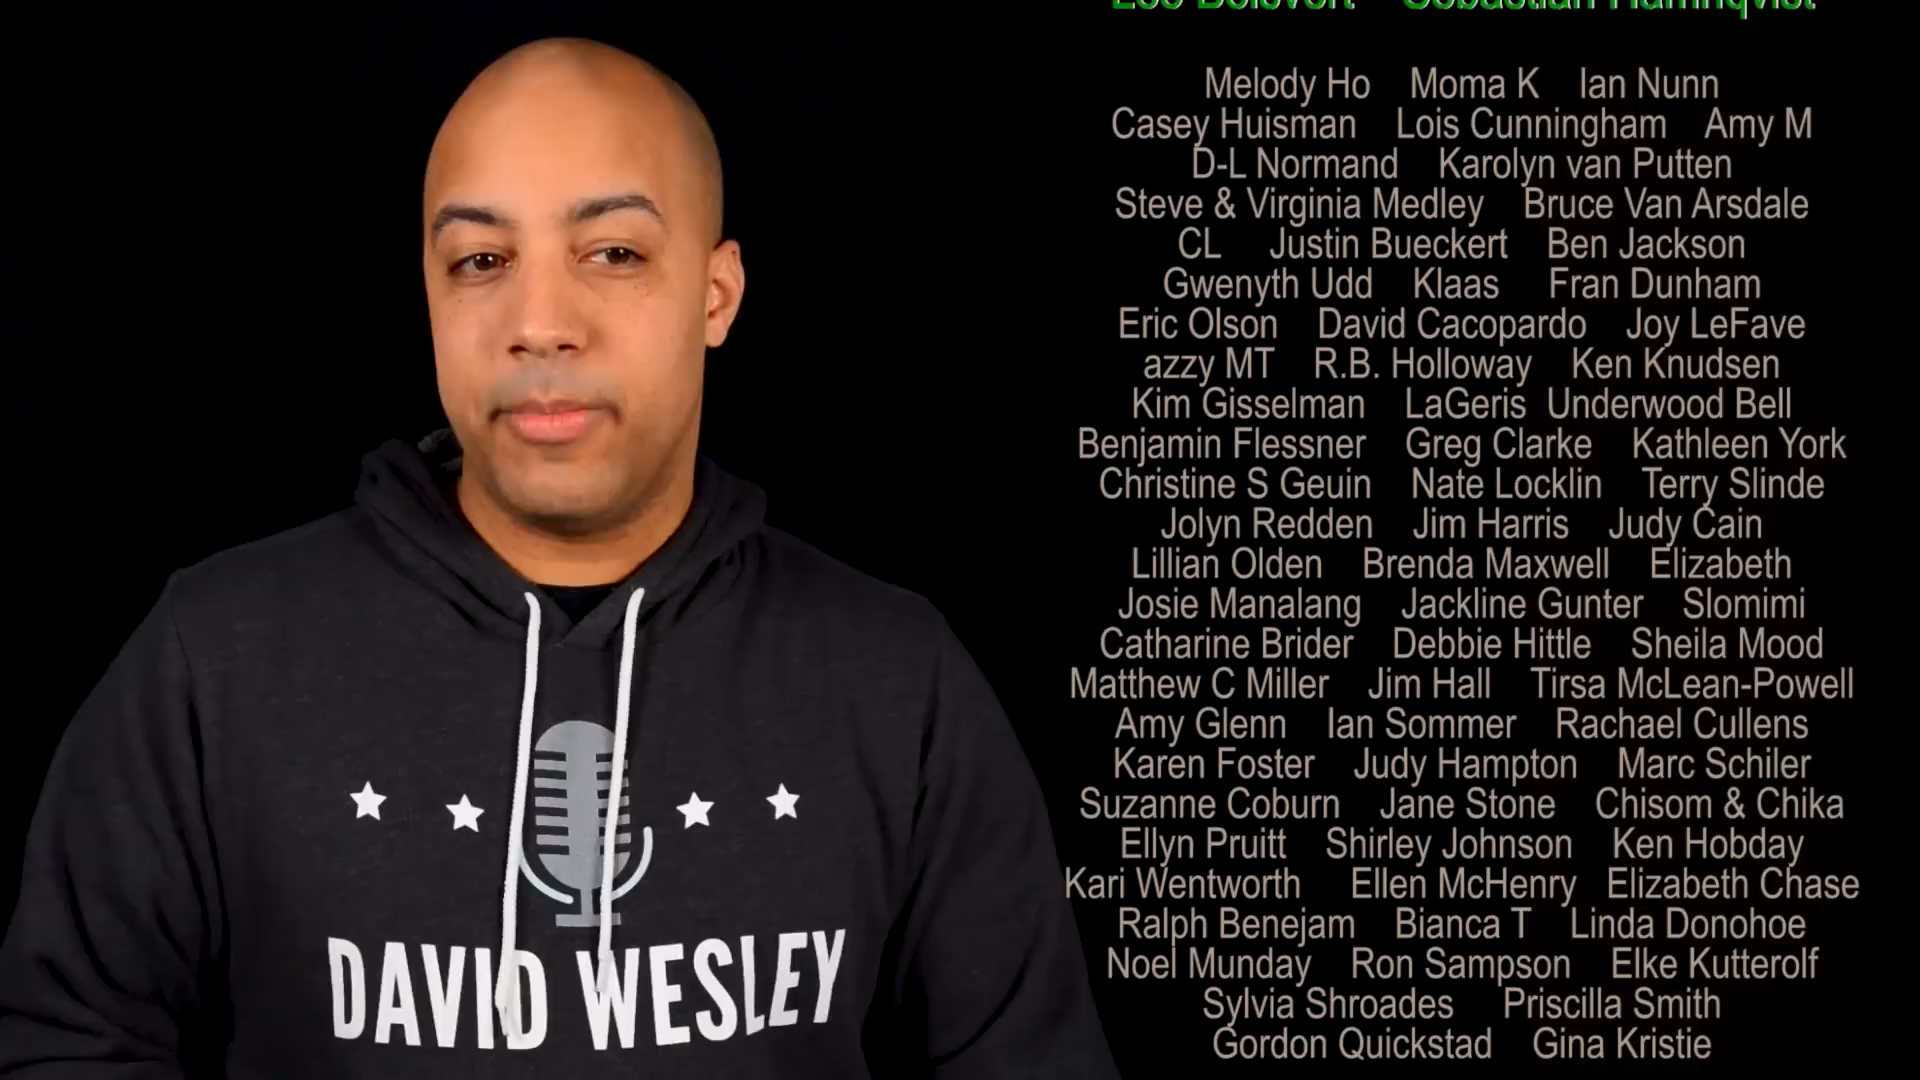 Melody Ho Moma K Ian Nunn
Casey Huisman Lois Cunningham Amy M
D-L Normand Karolyn van Putten
Steve & Virginia Medley Bruce Van Arsdale
CL Justin Bueckert Ben Jackson
Gwenyth Udd Klaas Fran Dunham
Eric Olson David Cacopardo Joy LeFave
azzy MT R.B. Holloway Ken Knudsen
Kim Gisselman LaGeris Underwood Bell
Benjamin Flessner Greg Clarke Kathleen York
Christine S Geuin Nate Locklin Terry Slinde
Jolyn Redden Jim Harris Judy Cain
Lillian Olden Brenda Maxwell Elizabeth
Josie Manalang Jackline Gunter Slomimi
Catharine Brider Debbie Hittle Sheila Mood
Matthew C Miller Jim Hall Tirsa McLean-Powell
Amy Glenn Ian Sommer Rachael Cullens
Karen Foster Judy Hampton Marc Schiler
Suzanne Coburn Jane Stone Chisom & Chika
Ellyn Pruitt Shirley Johnson Ken Hobday
Kari Wentworth Ellen McHenry Elizabeth Chase
Ralph Benejam Bianca T Linda Donohoe
Noel Munday Ron Sampson Elke Kutterolf
Sylvia Shroades Priscilla Smith
Gordon Quickstad Gina Kristie
DAVID WESLEY